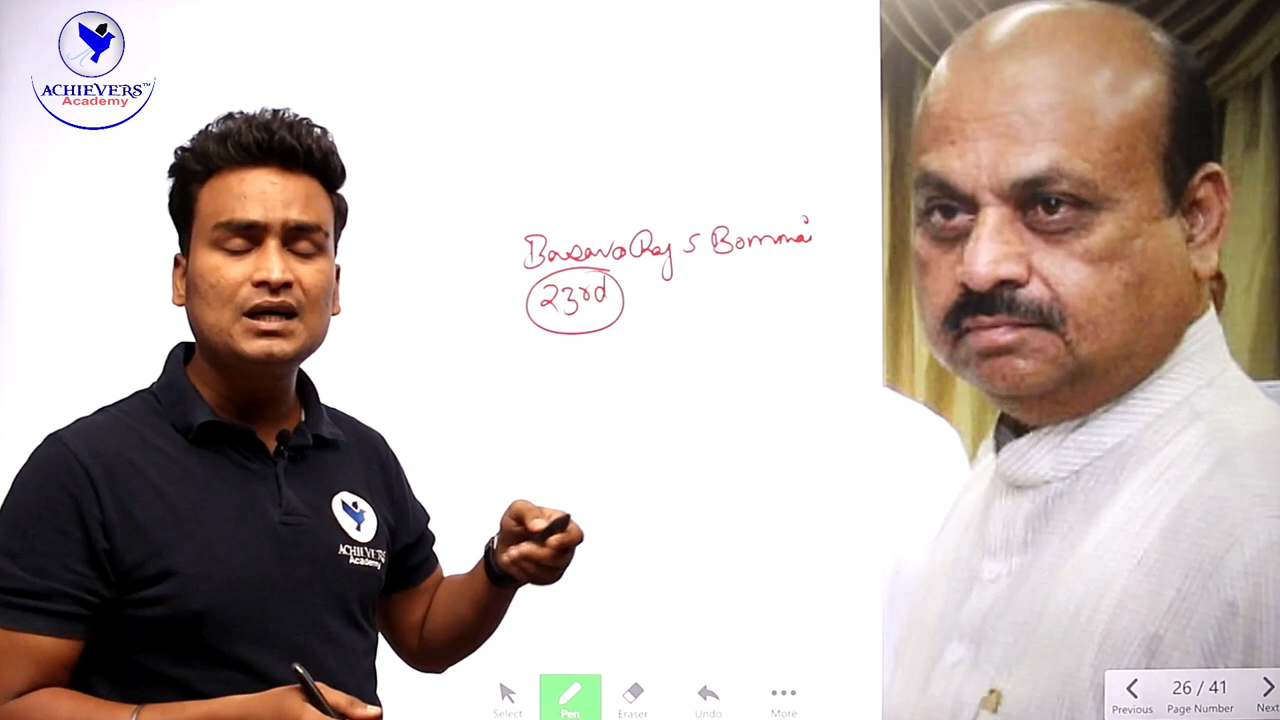 ACHIEVERS™
Academy
BasavaRaj S Bommai
23rd
ACHIEVERS
Academy
Select
Pen
Eraser
Undo
More
26 / 41
Previous
Page Number
Next